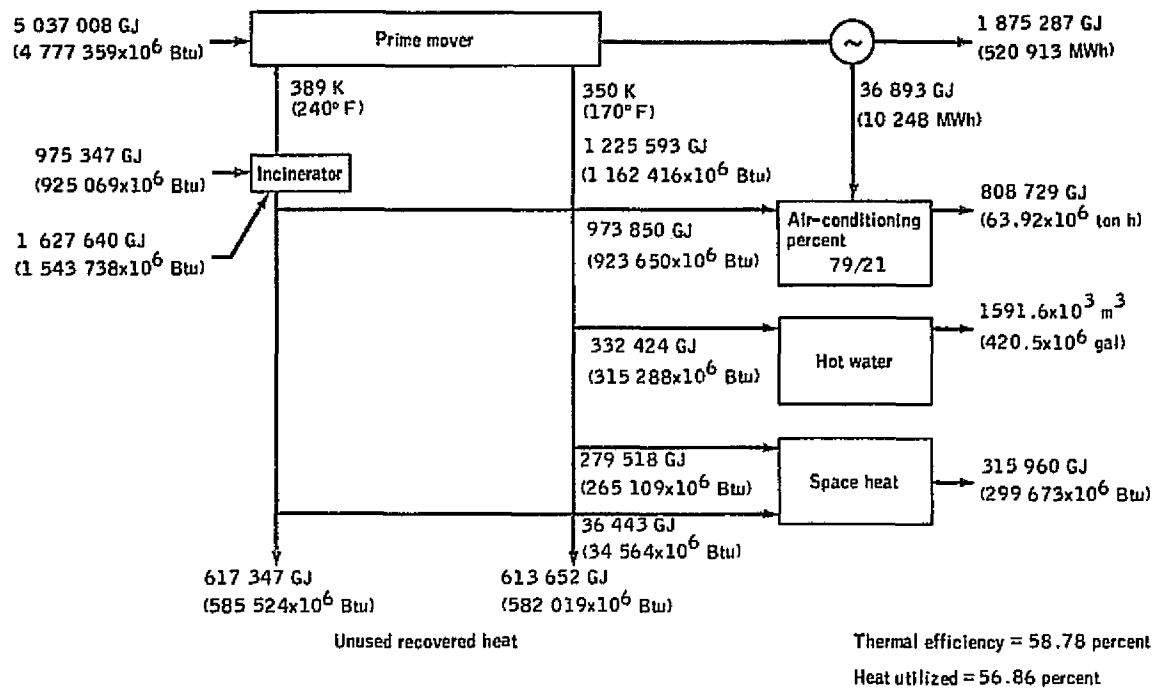 5 037 008 GJ
(4 777 359x10⁶ Btu)
Prime mover
~
1 875 287 GJ
(520 913 MWh)
389 K
(240° F)
350 K
(170° F)
36 893 GJ
(10 248 MWh)
975 347 GJ
(925 069x10⁶ Btu)
Incinerator
1 225 593 GJ
(1 162 416x10⁶ Btu)
1 627 640 GJ
(1 543 738x10⁶ Btu)
973 850 GJ
(923 650x10⁶ Btu)
Air-conditioning
percent
79/21
808 729 GJ
(63.92x10⁶ ton h)
332 424 GJ
(315 288x10⁶ Btu)
Hot water
1591.6x10³ m³
(420.5x10⁶ gal)
279 518 GJ
(265 109x10⁶ Btu)
Space heat
315 960 GJ
(299 673x10⁶ Btu)
36 443 GJ
(34 564x10⁶ Btu)
617 347 GJ
(585 524x10⁶ Btu)
613 652 GJ
(582 019x10⁶ Btu)
Unused recovered heat
Thermal efficiency = 58.78 percent
Heat utilized = 56.86 percent